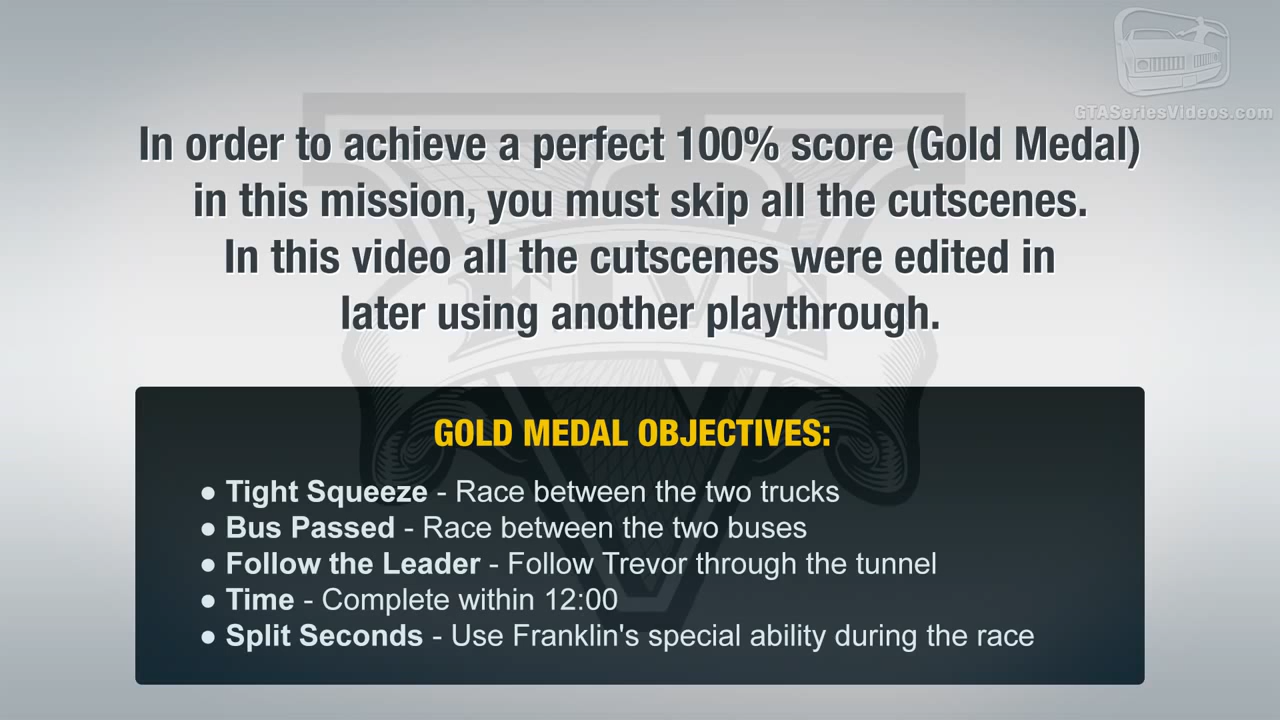 GTASeriesVideos.com
In order to achieve a perfect 100% score (Gold Medal)
in this mission, you must skip all the cutscenes.
In this video all the cutscenes were edited in
later using another playthrough.
FIVE
GOLD MEDAL OBJECTIVES:
● Tight Squeeze - Race between the two trucks
● Bus Passed - Race between the two buses
● Follow the Leader - Follow Trevor through the tunnel
● Time - Complete within 12:00
● Split Seconds - Use Franklin's special ability during the race